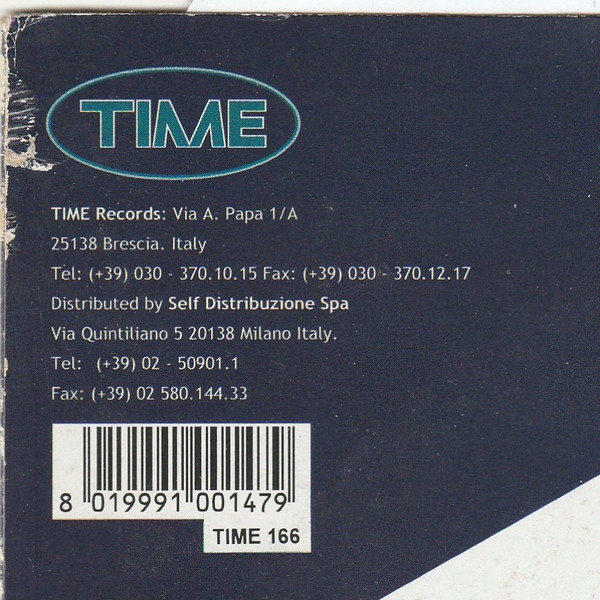 TIME
TIME Records: Via A. Papa 1/A
25138 Brescia. Italy
Tel: (+39) 030 - 370.10.15 Fax: (+39) 030 - 370.12.17
Distributed by Self Distribuzione Spa
Via Quintiliano 5 20138 Milano Italy.
Tel: (+39) 02 - 50901.1
Fax: (+39) 02 580.144.33
8 019991 001479
TIME 166